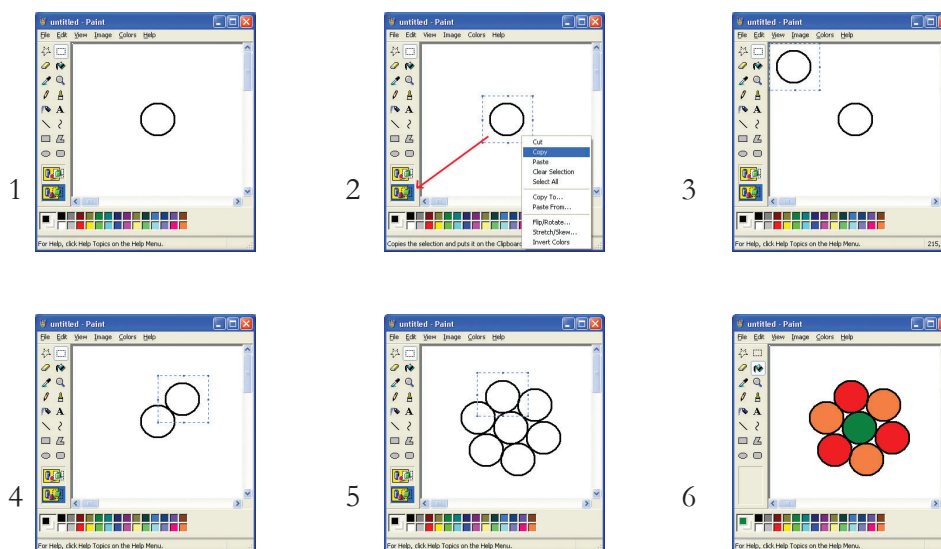 untitled - Paint
File Edit View Image Colors Help
A
For Help, click Help Topics on the Help Menu.
1
untitled - Paint
File Edit View Image Colors Help
A
Cut
Copy
Paste
Clear Selection
Select All
Copy To...
Paste From...
Flip/Rotate...
Stretch/Skew...
Invert Colors
Copies the selection and puts it on the Clipboard
2
untitled - Paint
File Edit View Image Colors Help
A
For Help, click Help Topics on the Help Menu.
215,
3
untitled - Paint
File Edit View Image Colors Help
A
For Help, click Help Topics on the Help Menu.
4
untitled - Paint
File Edit View Image Colors Help
A
For Help, click Help Topics on the Help Menu.
5
untitled - Paint
File Edit View Image Colors Help
A
For Help, click Help Topics on the Help Menu.
6